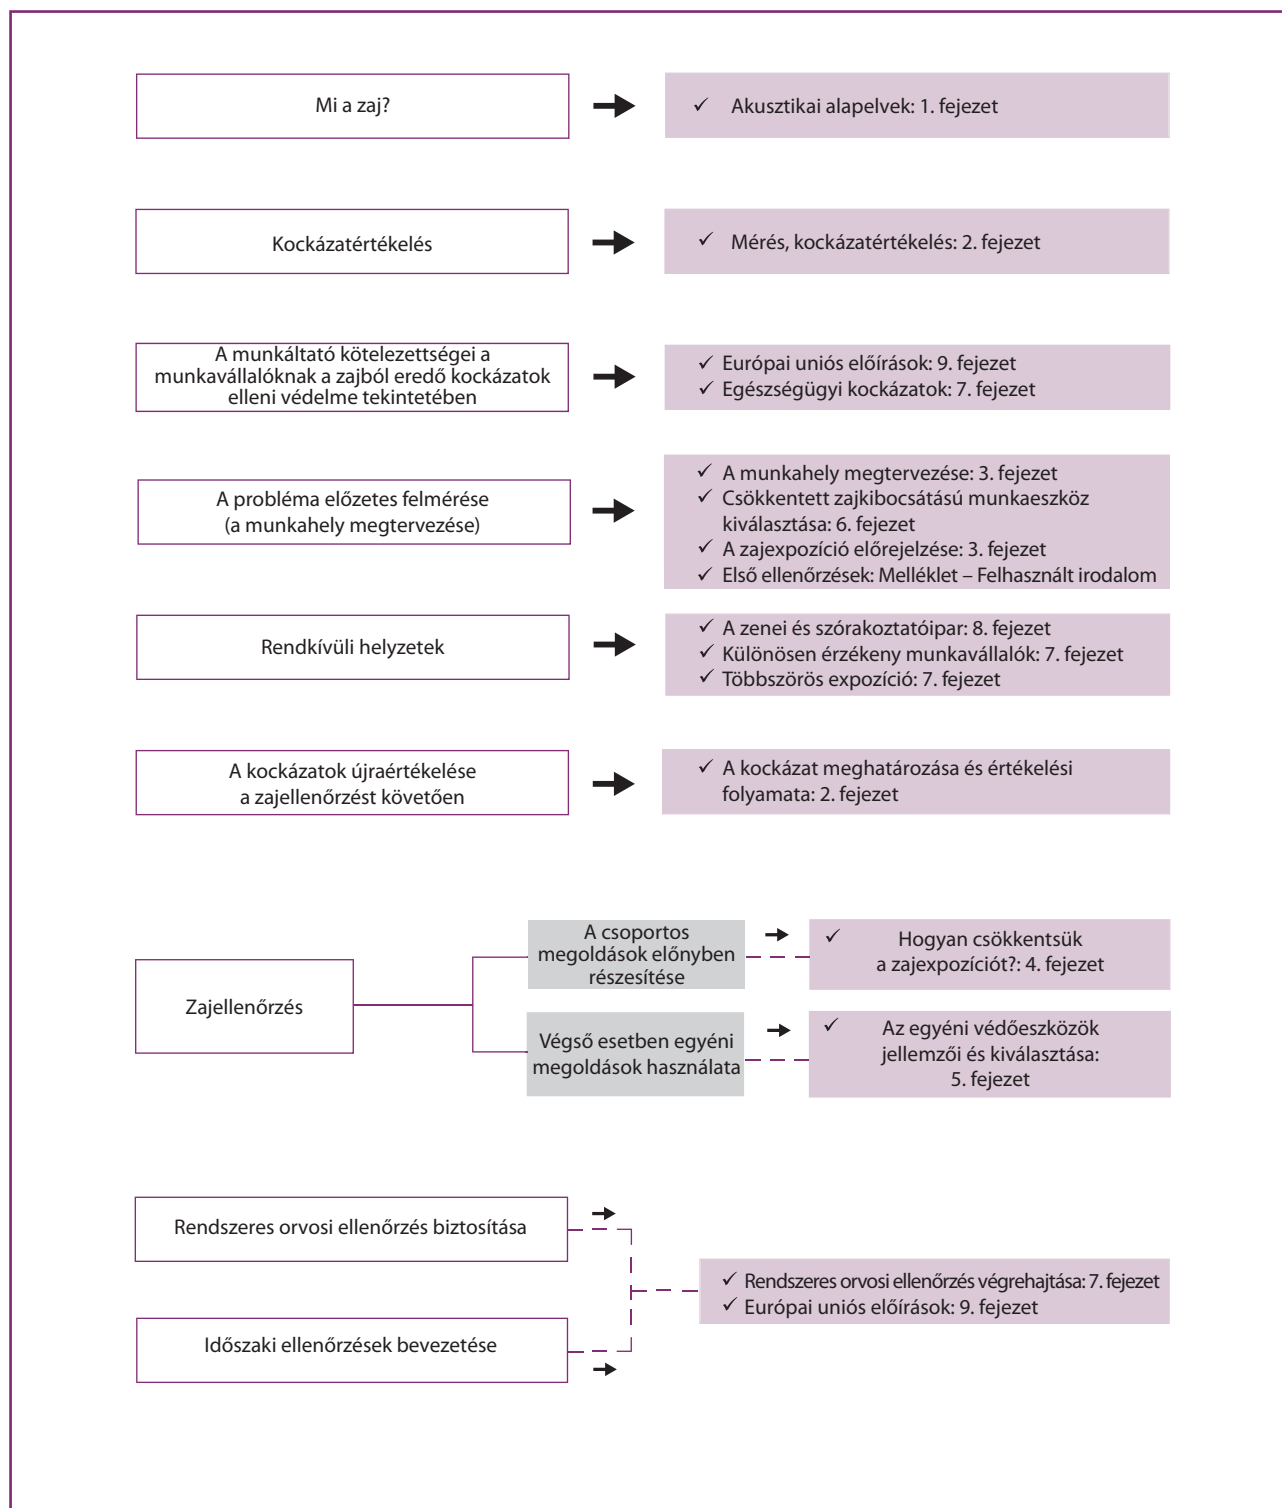 Mi a zaj?
✓ Akusztikai alapelvek: 1. fejezet
Kockázatértékelés
✓ Mérés, kockázatértékelés: 2. fejezet
A munkáltató kötelezettségei a
munkavállalóknak a zajból eredő kockázatok
elleni védelme tekintetében
✓ Európai uniós előírások: 9. fejezet
✓ Egészségügyi kockázatok: 7. fejezet
A probléma előzetes felmérése
(a munkahely megtervezése)
✓ A munkahely megtervezése: 3. fejezet
✓ Csökkentett zajkibocsátású munkaeszköz
kiválasztása: 6. fejezet
✓ A zajexpozíció előrejelzése: 3. fejezet
✓ Első ellenőrzések: Melléklet – Felhasznált irodalom
Rendkívüli helyzetek
✓ A zenei és szórakoztatóipar: 8. fejezet
✓ Különösen érzékeny munkavállalók: 7. fejezet
✓ Többszörös expozíció: 7. fejezet
A kockázatok újraértékelése
a zajellenőrzést követően
✓ A kockázat meghatározása és értékelési
folyamata: 2. fejezet
Zajellenőrzés
A csoportos
megoldások előnyben
részesítése
✓ Hogyan csökkentsük
a zajexpozíciót?: 4. fejezet
Végső esetben egyéni
megoldások használata
✓ Az egyéni védőeszközök
jellemzői és kiválasztása:
5. fejezet
Rendszeres orvosi ellenőrzés biztosítása
Időszaki ellenőrzések bevezetése
✓ Rendszeres orvosi ellenőrzés végrehajtása: 7. fejezet
✓ Európai uniós előírások: 9. fejezet